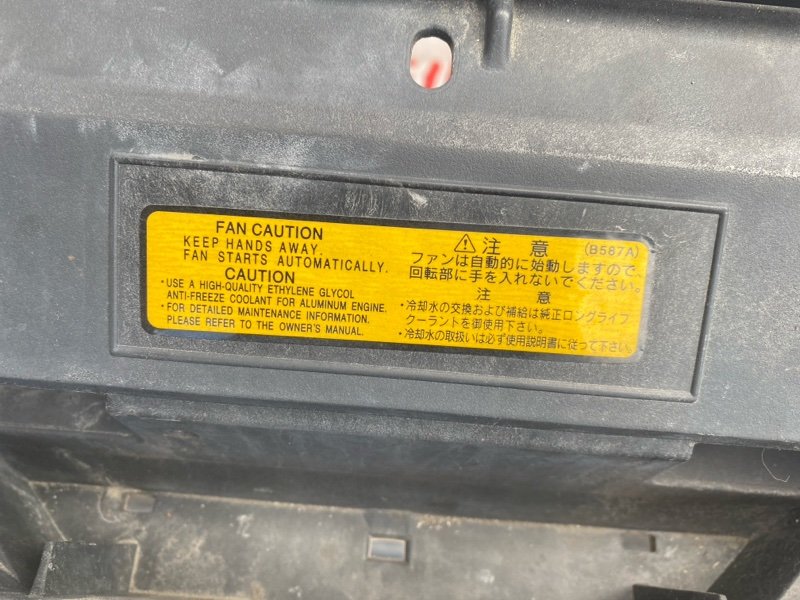 FAN CAUTION
KEEP HANDS AWAY.
FAN STARTS AUTOMATICALLY.
CAUTION
・USE A HIGH-QUALITY ETHYLENE GLYCOL
ANTI-FREEZE COOLANT FOR ALUMINUM ENGINE.
・FOR DETAILED MAINTENANCE INFORMATION.
PLEASE REFER TO THE OWNER'S MANUAL.
注 意 (B587A)
ファンは自動的に始動しますので、
回転部に手を入れないでください。
注 意
・冷却水の交換および補給は純正ロングライフ
クーラントを御使用下さい。
・冷却水の取扱いは必ず使用説明書に従って下さい。